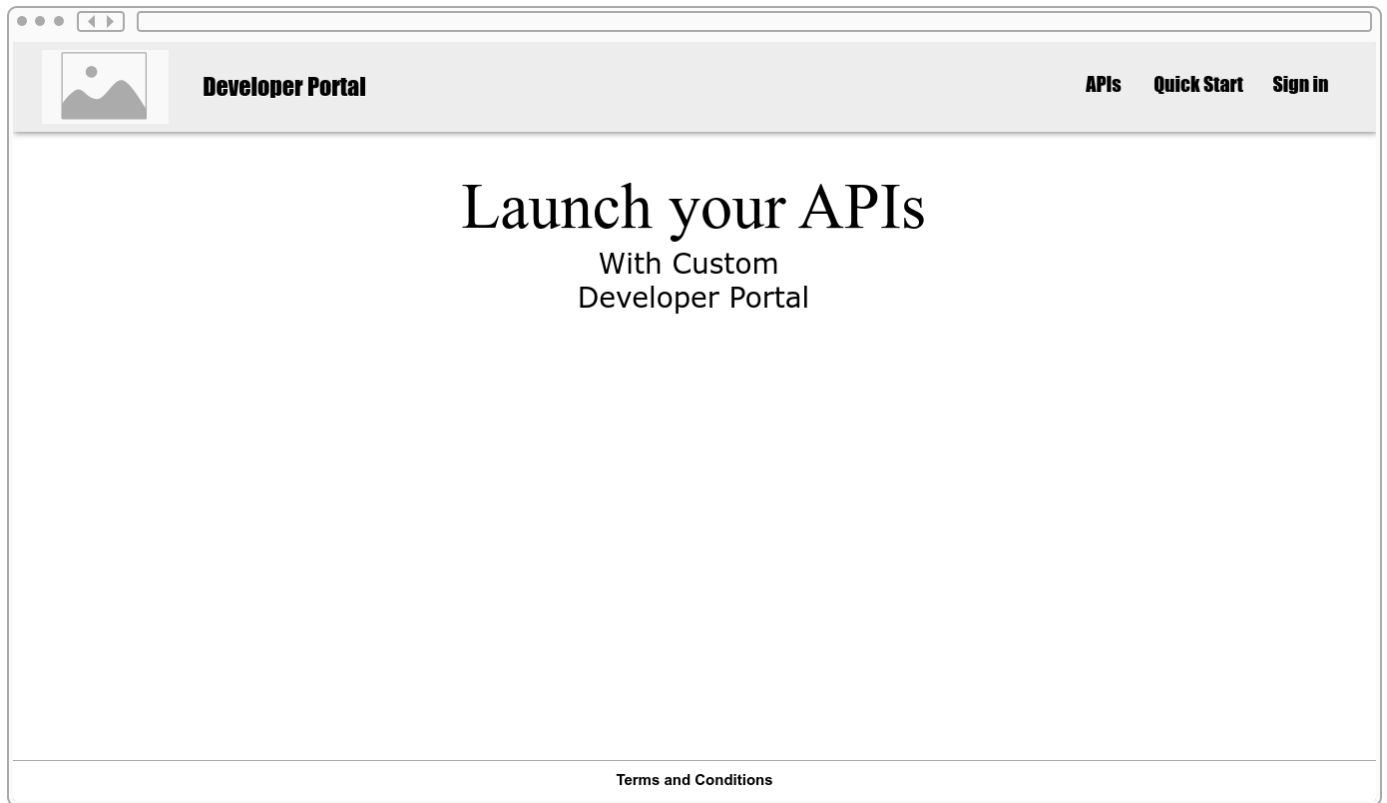 Developer Portal
APIs Quick Start Sign in
Launch your APIs
With Custom
Developer Portal
Terms and Conditions